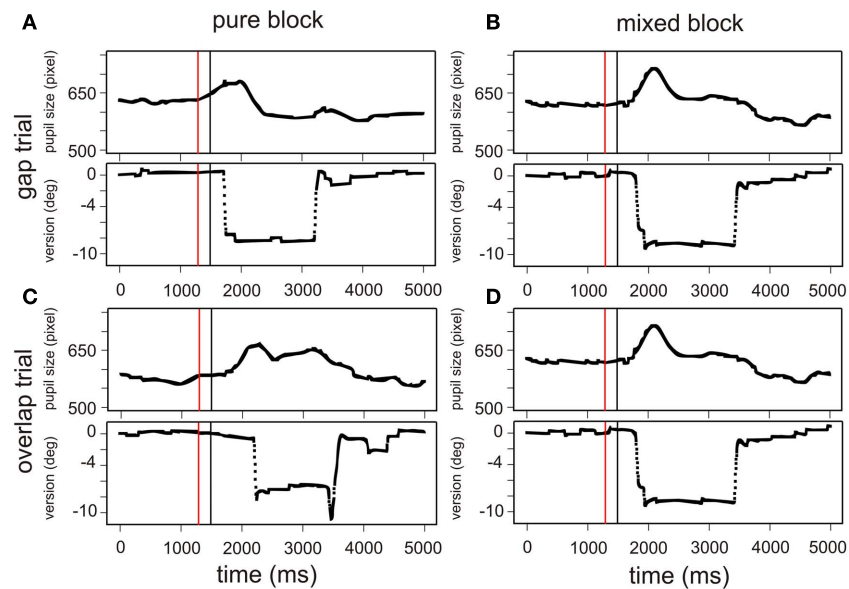 A pure block
B mixed block
gap trial
pupil size (pixel)
650
500
version (deg)
0
-4
-10
0 1000 2000 3000 4000 5000
pupil size (pixel)
650
500
version (deg)
0
-4
-10
0 1000 2000 3000 4000 5000
C
D
overlap trial
pupil size (pixel)
650
500
version (deg)
0
-4
-10
0 1000 2000 3000 4000 5000
time (ms)
pupil size (pixel)
650
500
version (deg)
0
-4
-10
0 1000 2000 3000 4000 5000
time (ms)